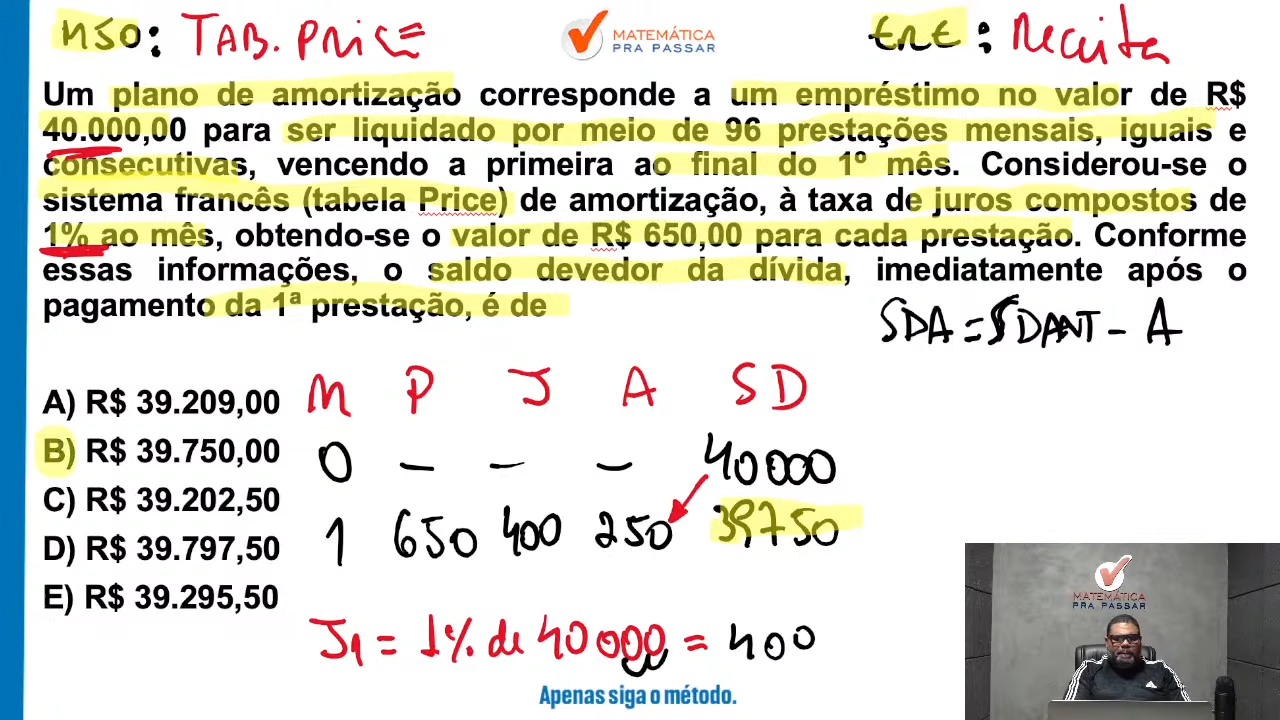 MSO: TAB. PRICE
MATEMÁTICA
PRA PASSAR
: Receita
Um plano de amortização corresponde a um empréstimo no valor de R$
40.000,00 para ser liquidado por meio de 96 prestações mensais, iguais e
consecutivas, vencendo a primeira ao final do 1º mês. Considerou-se o
sistema francês (tabela Price) de amortização, à taxa de juros compostos de
1% ao mês, obtendo-se o valor de R$ 650,00 para cada prestação. Conforme
essas informações, o saldo devedor da dívida, imediatamente após o
pagamento da 1ª prestação, é de
SDA = SDANT - A
A) R$ 39.209,00
B) R$ 39.750,00
C) R$ 39.202,50
D) R$ 39.797,50
E) R$ 39.295,50
M P J A SD
0 – – – 40000
1 650 400 250 39750
J1 = 1% de 40000 = 400
MATEMÁTICA
PRA PASSAR
Apenas siga o método.